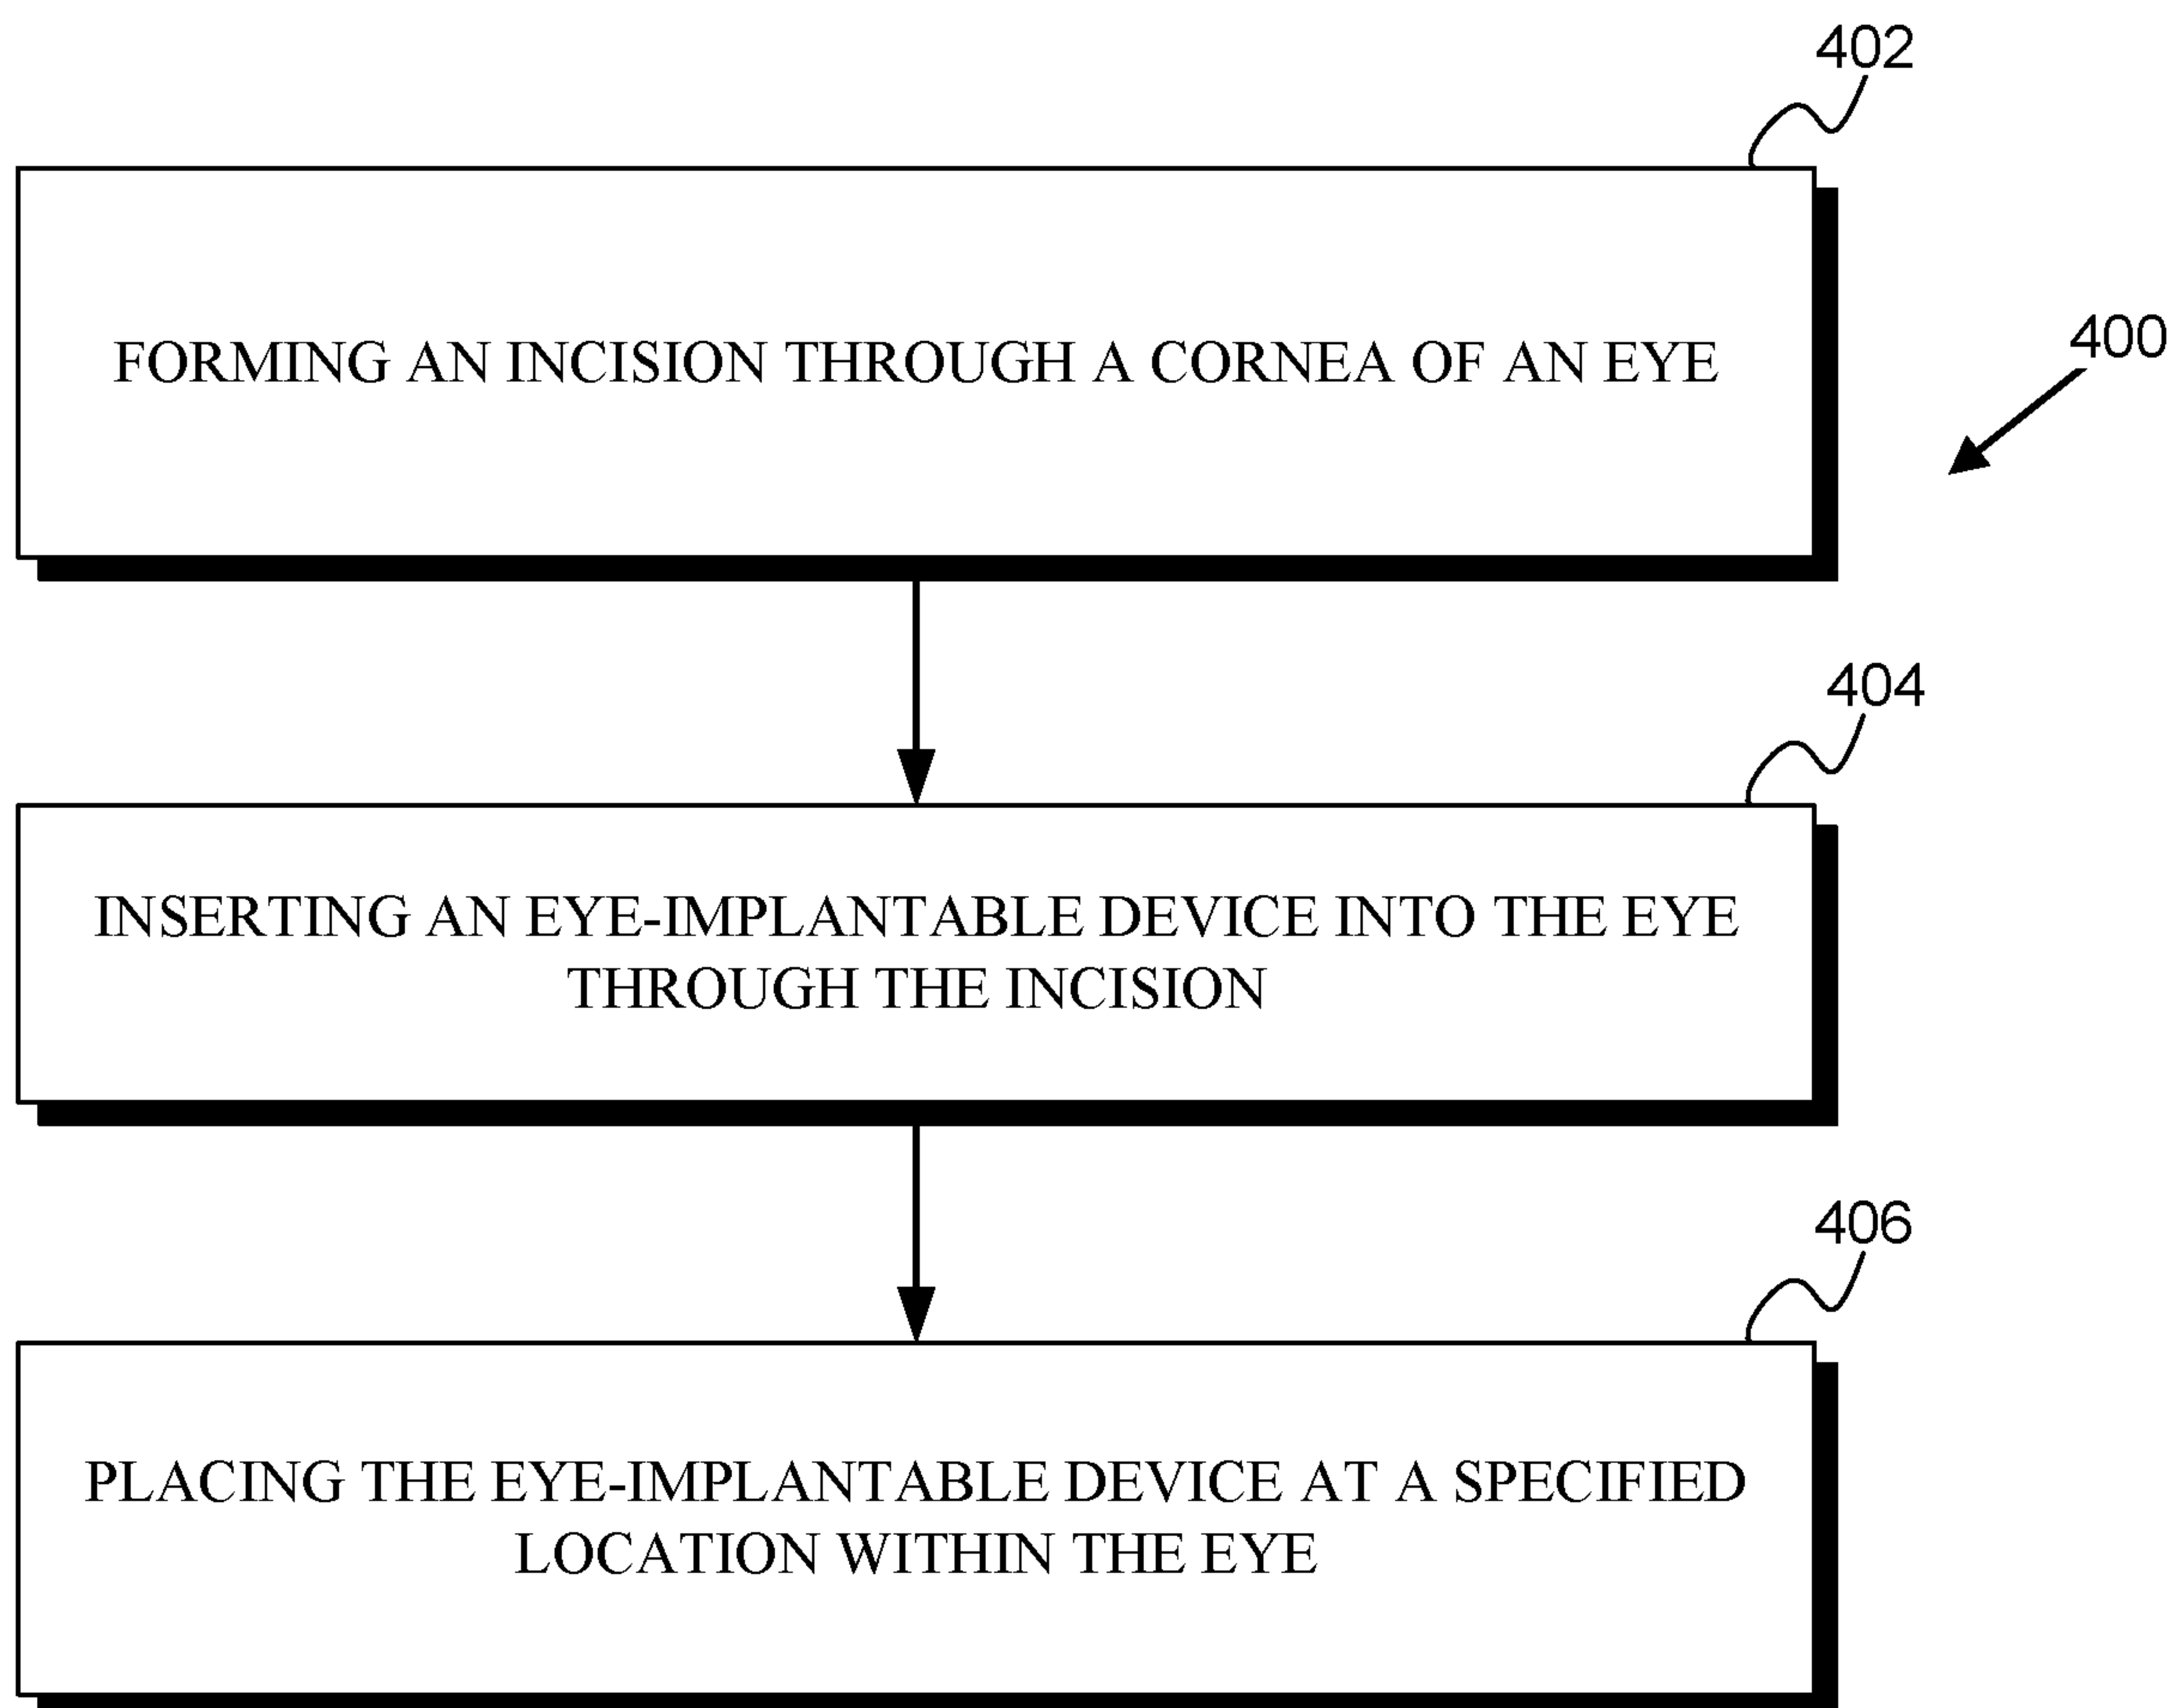 402
FORMING AN INCISION THROUGH A CORNEA OF AN EYE
400
404
INSERTING AN EYE-IMPLANTABLE DEVICE INTO THE EYE
THROUGH THE INCISION
406
PLACING THE EYE-IMPLANTABLE DEVICE AT A SPECIFIED
LOCATION WITHIN THE EYE